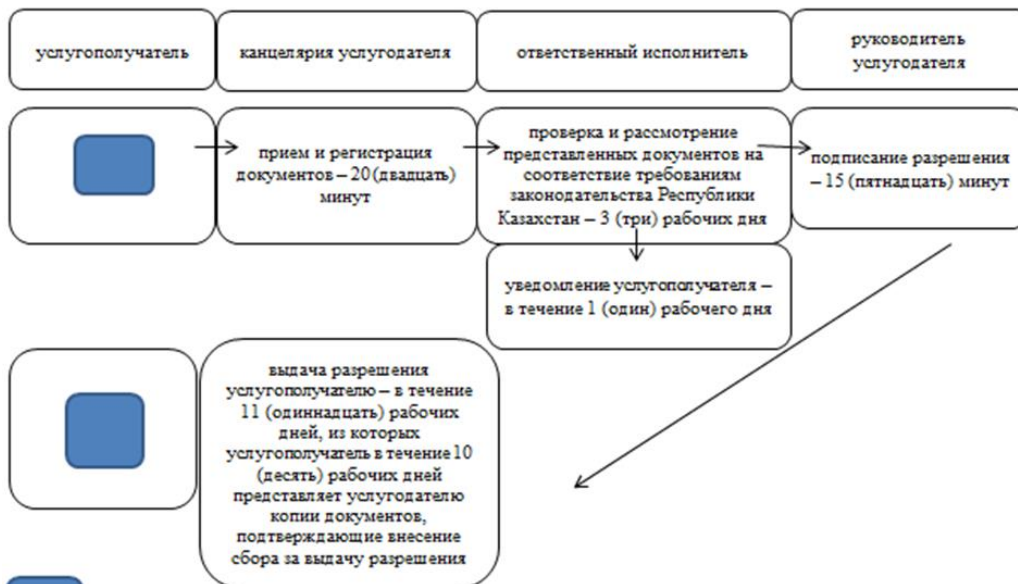 услугополучатель
канцелярия услугодателя
ответственный исполнитель
руководитель
услугодателя
прием и регистрация
документов – 20 (двадцать)
минут
проверка и рассмотрение
представленных документов на
соответствие требованиям
законодательства Республики
Казахстан – 3 (три) рабочих дня
подписание разрешения
– 15 (пятнадцать) минут
уведомление услугополучателя –
в течение 1 (один) рабочего дня
выдача разрешения
услугополучателю – в течение
11 (одиннадцать) рабочих
дней, из которых
услугополучатель в течение 10
(десять) рабочих дней
представляет услугодателю
копии документов,
подтверждающие внесение
сбора за выдачу разрешения